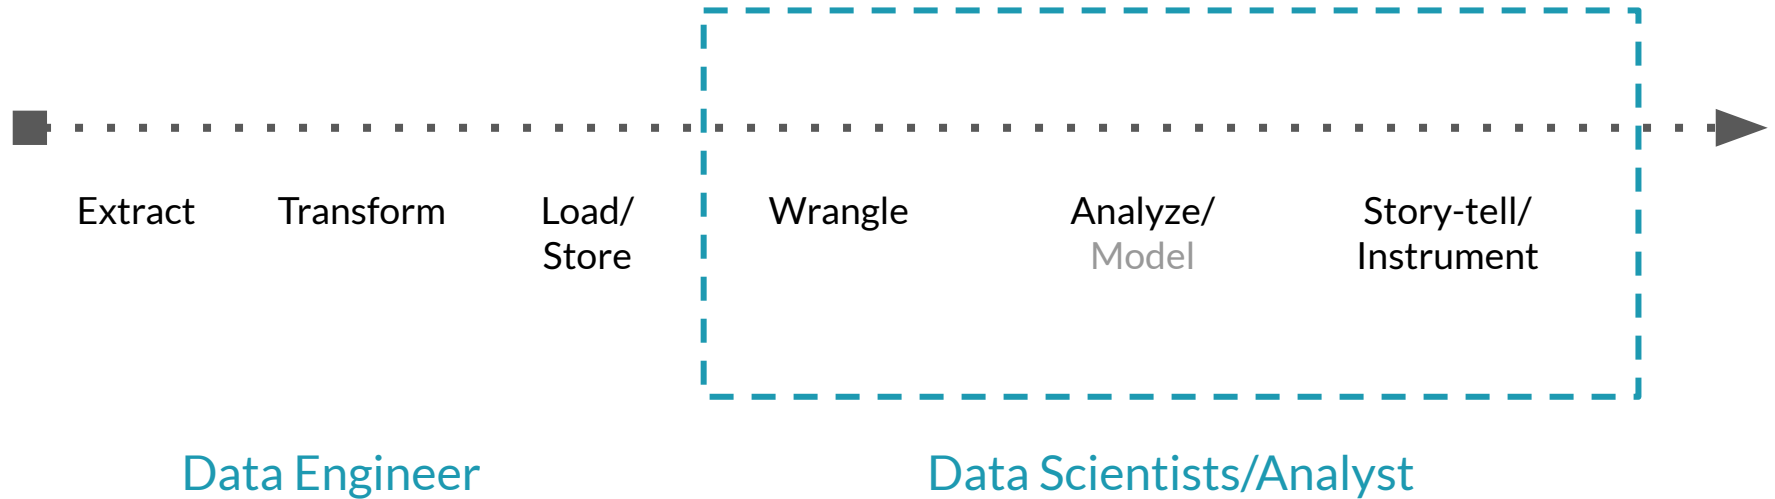 Extract
Transform
Load/
Store
Wrangle
Analyze/
Model
Story-tell/
Instrument
Data Engineer
Data Scientists/Analyst